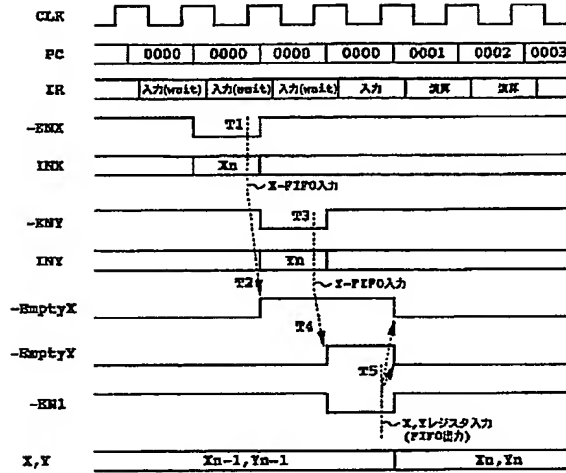 CLK
PC 0000 0000 0000 0000 0001 0002 0003
IR 入力(wait) 入力(wait) 入力(wait) 入力 演算 演算
-ENX T1
INX Xn
X-FIFO入力
-ENY T3
INY Yn
T2 X-FIFO入力
-EmptyX
T4
-EmptyY
T5
-EN1
X,Yレジスタ入力
(FIFO出力)
X,Y Xn-1,Yn-1 Xn,Yn